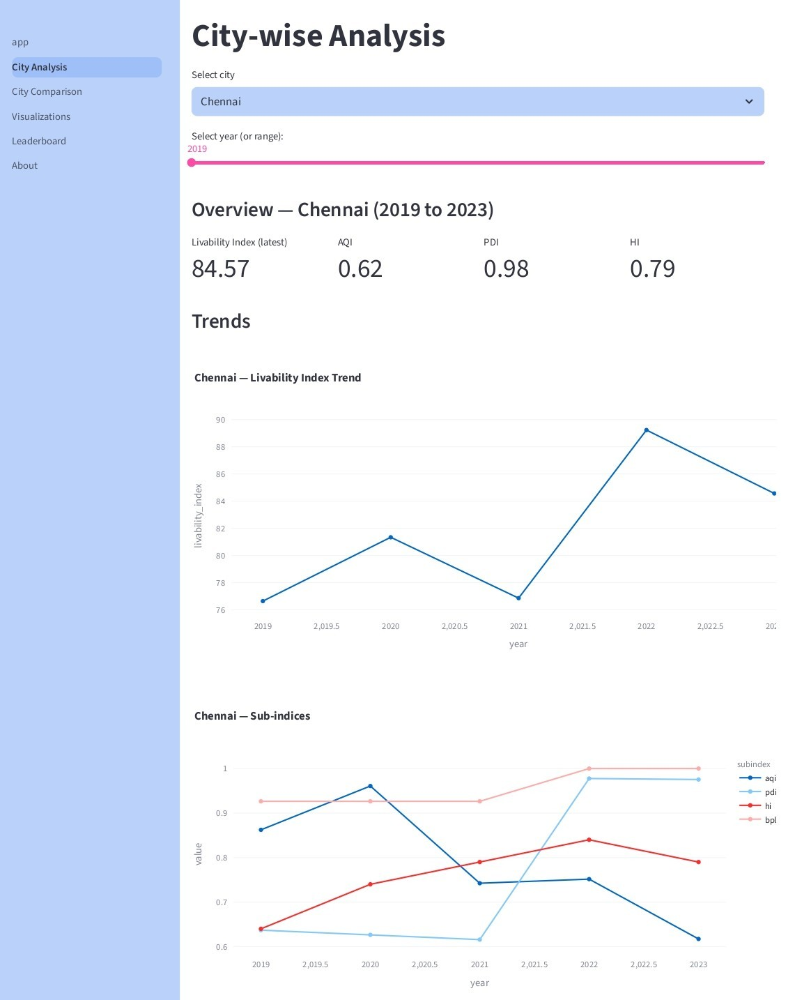 app
City Analysis
City Comparison
Visualizations
Leaderboard
About
City-wise Analysis
Select city
Chennai
Select year (or range):
2019
Overview — Chennai (2019 to 2023)
Livability Index (latest) AQI PDI HI
84.57 0.62 0.98 0.79
Trends
Chennai — Livability Index Trend
90
88
86
84
82
80
78
76
livability_index
2019 2,019.5 2020 2,020.5 2021 2,021.5 2022 2,022.5 202
year
Chennai — Sub-indices
subindex
aqi
pdi
hi
bpl
1
0.9
0.8
0.7
0.6
value
2019 2,019.5 2020 2,020.5 2021 2,021.5 2022 2,022.5 2023
year